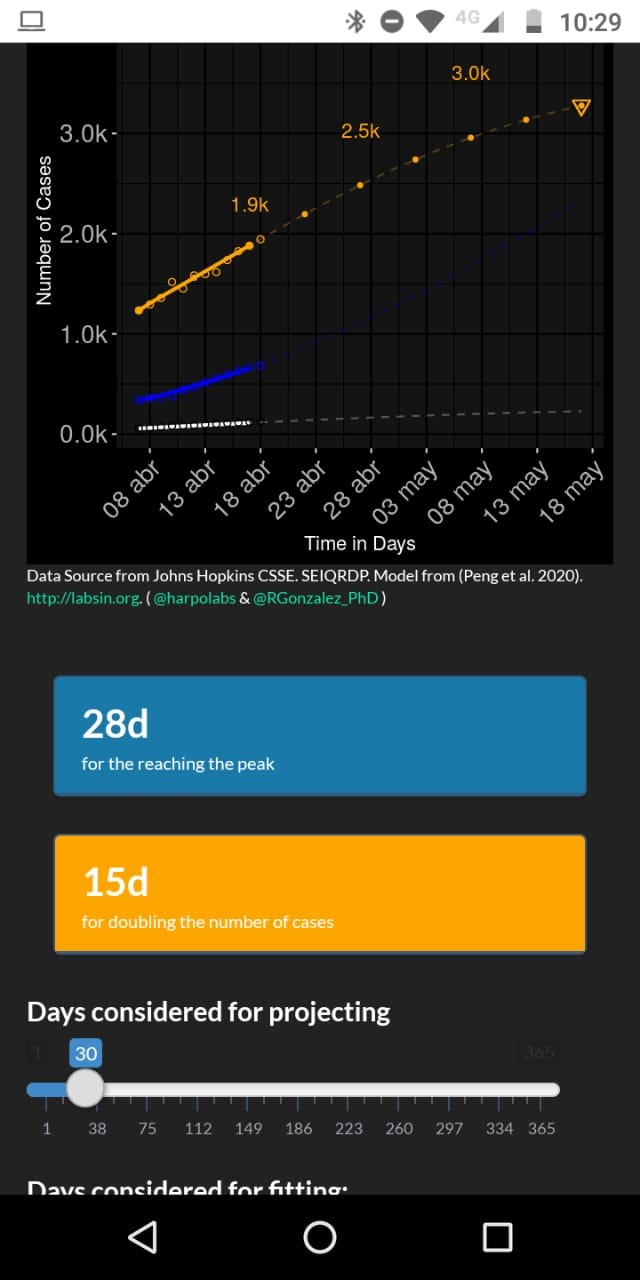 4G 10:29
3.0k
3.0k
2.5k
1.9k
2.0k
1.0k
0.0k
Number of Cases
08 abr 13 abr 18 abr 23 abr 28 abr 03 may 08 may 13 may 18 may
Time in Days
Data Source from Johns Hopkins CSSE. SEIQRDP. Model from (Peng et al. 2020).
http://labsin.org. ( @harpolabs & @RGonzalez_PhD )
28d
for the reaching the peak
15d
for doubling the number of cases
Days considered for projecting
1 30 365
1 38 75 112 149 186 223 260 297 334 365
Days considered for fitting: